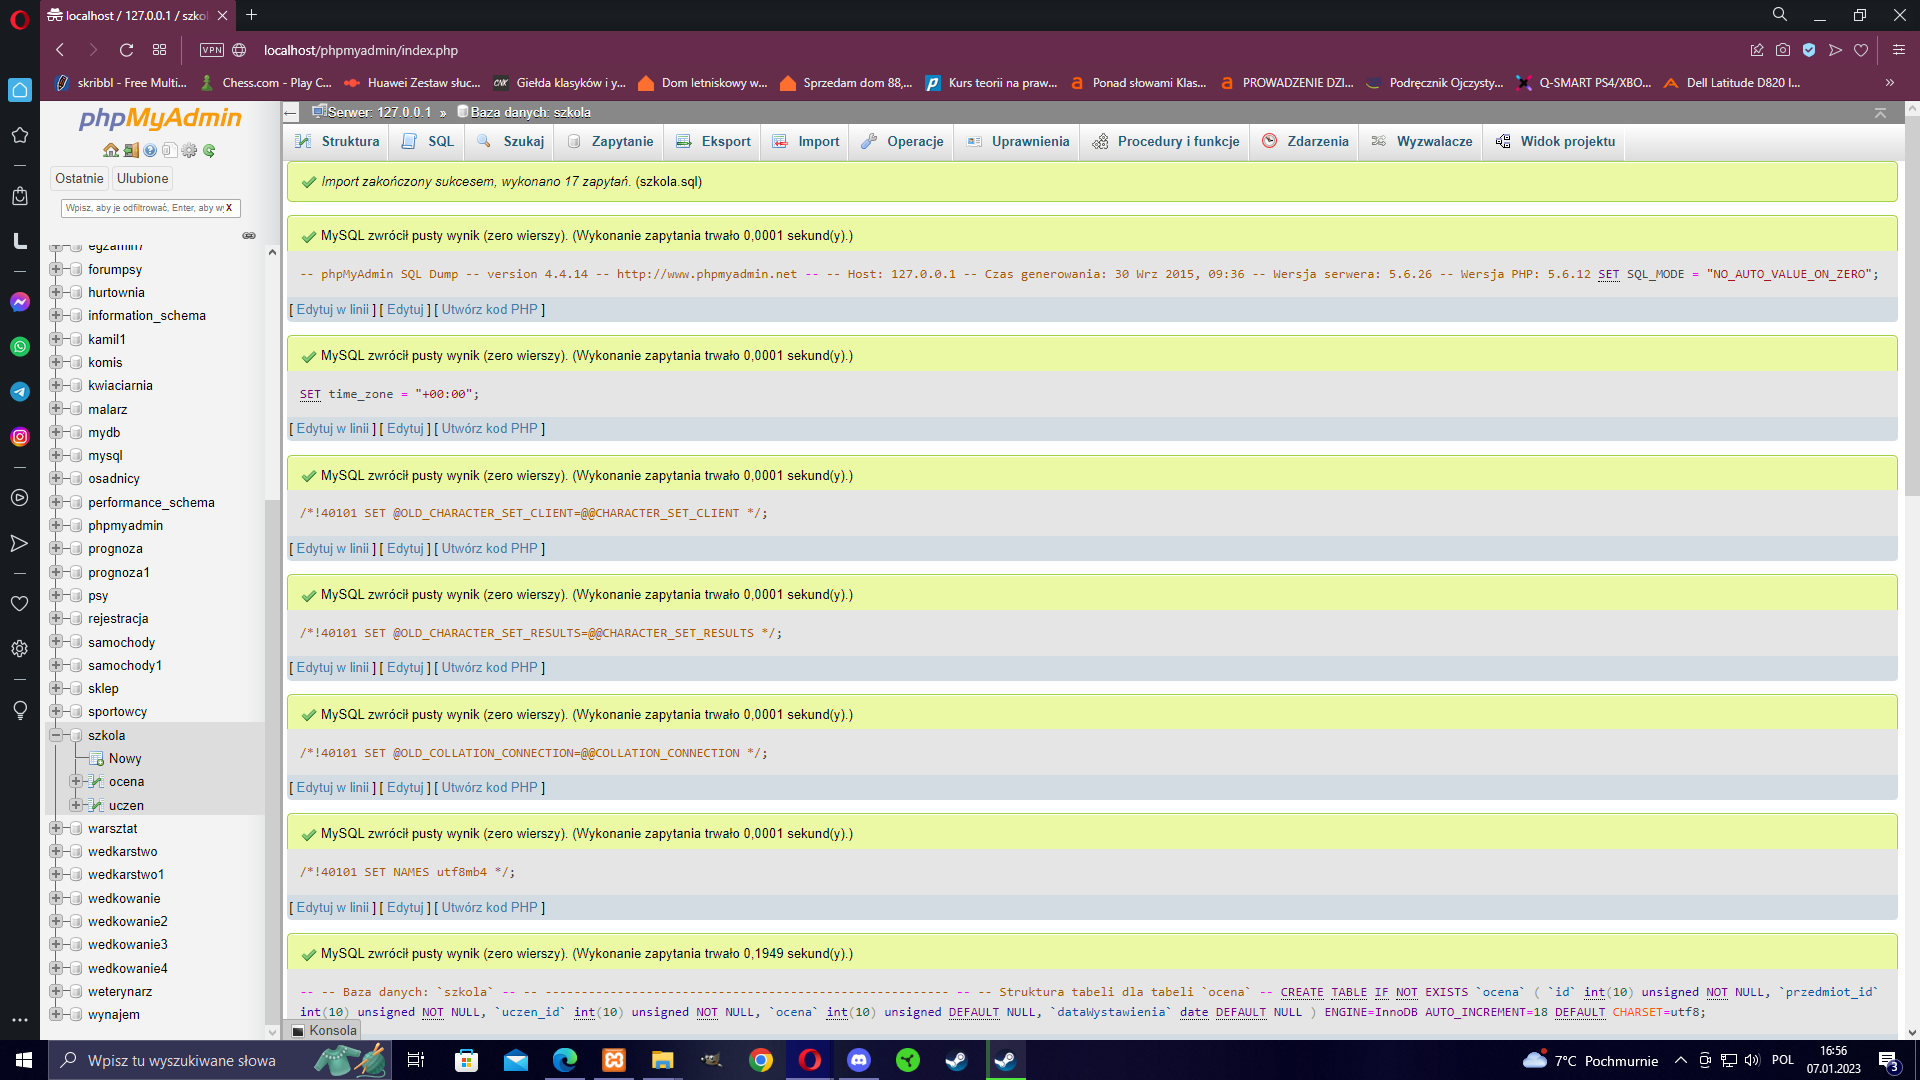 localhost / 127.0.0.1 / szko
VPN
localhost/phpmyadmin/index.php
skribbl - Free Multi...
Chess.com - Play C...
Huawei Zestaw słuc...
Giełda klasyków i y...
Dom letniskowy w...
Sprzedam dom 88,...
Kurs teorii na praw...
Ponad słowami Klas...
PROWADZENIE DZI...
Podręcznik Ojczysty...
Q-SMART PS4/XBO...
Dell Latitude D820 I...
»
phpMyAdmin
Ostatnie
Ulubione
Wpisz, aby je odfiltrować, Enter, aby wy
X
egzamin7
forumpsy
hurtownia
information_schema
kamil1
komis
kwiaciarnia
malarz
mydb
mysql
osadnicy
performance_schema
phpmyadmin
prognoza
prognoza1
psy
rejestracja
samochody
samochody1
sklep
sportowcy
szkola
Nowy
ocena
uczen
warsztat
wedkarstwo
wedkarstwo1
wedkowanie
wedkowanie2
wedkowanie3
wedkowanie4
weterynarz
wynajem
Serwer: 127.0.0.1 » Baza danych: szkola
Struktura SQL Szukaj Zapytanie Eksport Import Operacje Uprawnienia Procedury i funkcje Zdarzenia Wyzwalacze Widok projektu
Import zakończony sukcesem, wykonano 17 zapytań. (szkola.sql)
MySQL zwrócił pusty wynik (zero wierszy). (Wykonanie zapytania trwało 0,0001 sekund(y).)
-- phpMyAdmin SQL Dump -- version 4.4.14 -- http://www.phpmyadmin.net -- -- Host: 127.0.0.1 -- Czas generowania: 30 Wrz 2015, 09:36 -- Wersja serwera: 5.6.26 -- Wersja PHP: 5.6.12 SET SQL_MODE = "NO_AUTO_VALUE_ON_ZERO";
[ Edytuj w linii ] [ Edytuj ] [ Utwórz kod PHP ]
MySQL zwrócił pusty wynik (zero wierszy). (Wykonanie zapytania trwało 0,0001 sekund(y).)
SET time_zone = "+00:00";
[ Edytuj w linii ] [ Edytuj ] [ Utwórz kod PHP ]
MySQL zwrócił pusty wynik (zero wierszy). (Wykonanie zapytania trwało 0,0001 sekund(y).)
/*!40101 SET @OLD_CHARACTER_SET_CLIENT=@@CHARACTER_SET_CLIENT */;
[ Edytuj w linii ] [ Edytuj ] [ Utwórz kod PHP ]
MySQL zwrócił pusty wynik (zero wierszy). (Wykonanie zapytania trwało 0,0001 sekund(y).)
/*!40101 SET @OLD_CHARACTER_SET_RESULTS=@@CHARACTER_SET_RESULTS */;
[ Edytuj w linii ] [ Edytuj ] [ Utwórz kod PHP ]
MySQL zwrócił pusty wynik (zero wierszy). (Wykonanie zapytania trwało 0,0001 sekund(y).)
/*!40101 SET @OLD_COLLATION_CONNECTION=@@COLLATION_CONNECTION */;
[ Edytuj w linii ] [ Edytuj ] [ Utwórz kod PHP ]
MySQL zwrócił pusty wynik (zero wierszy). (Wykonanie zapytania trwało 0,0001 sekund(y).)
/*!40101 SET NAMES utf8mb4 */;
[ Edytuj w linii ] [ Edytuj ] [ Utwórz kod PHP ]
MySQL zwrócił pusty wynik (zero wierszy). (Wykonanie zapytania trwało 0,1949 sekund(y).)
-- -- Baza danych: `szkola` -- -- -------------------------------------------------------- -- -- Struktura tabeli dla tabeli `ocena` -- CREATE TABLE IF NOT EXISTS `ocena` ( `id` int(10) unsigned NOT NULL, `przedmiot_id`
int(10) unsigned NOT NULL, `uczen_id` int(10) unsigned NOT NULL, `ocena` int(10) unsigned DEFAULT NULL, `dataWystawienia` date DEFAULT NULL ) ENGINE=InnoDB AUTO_INCREMENT=18 DEFAULT CHARSET=utf8;
Konsola
Wpisz tu wyszukiwane słowa
7°C Pochmurnie
POL
16:56
07.01.2023
3